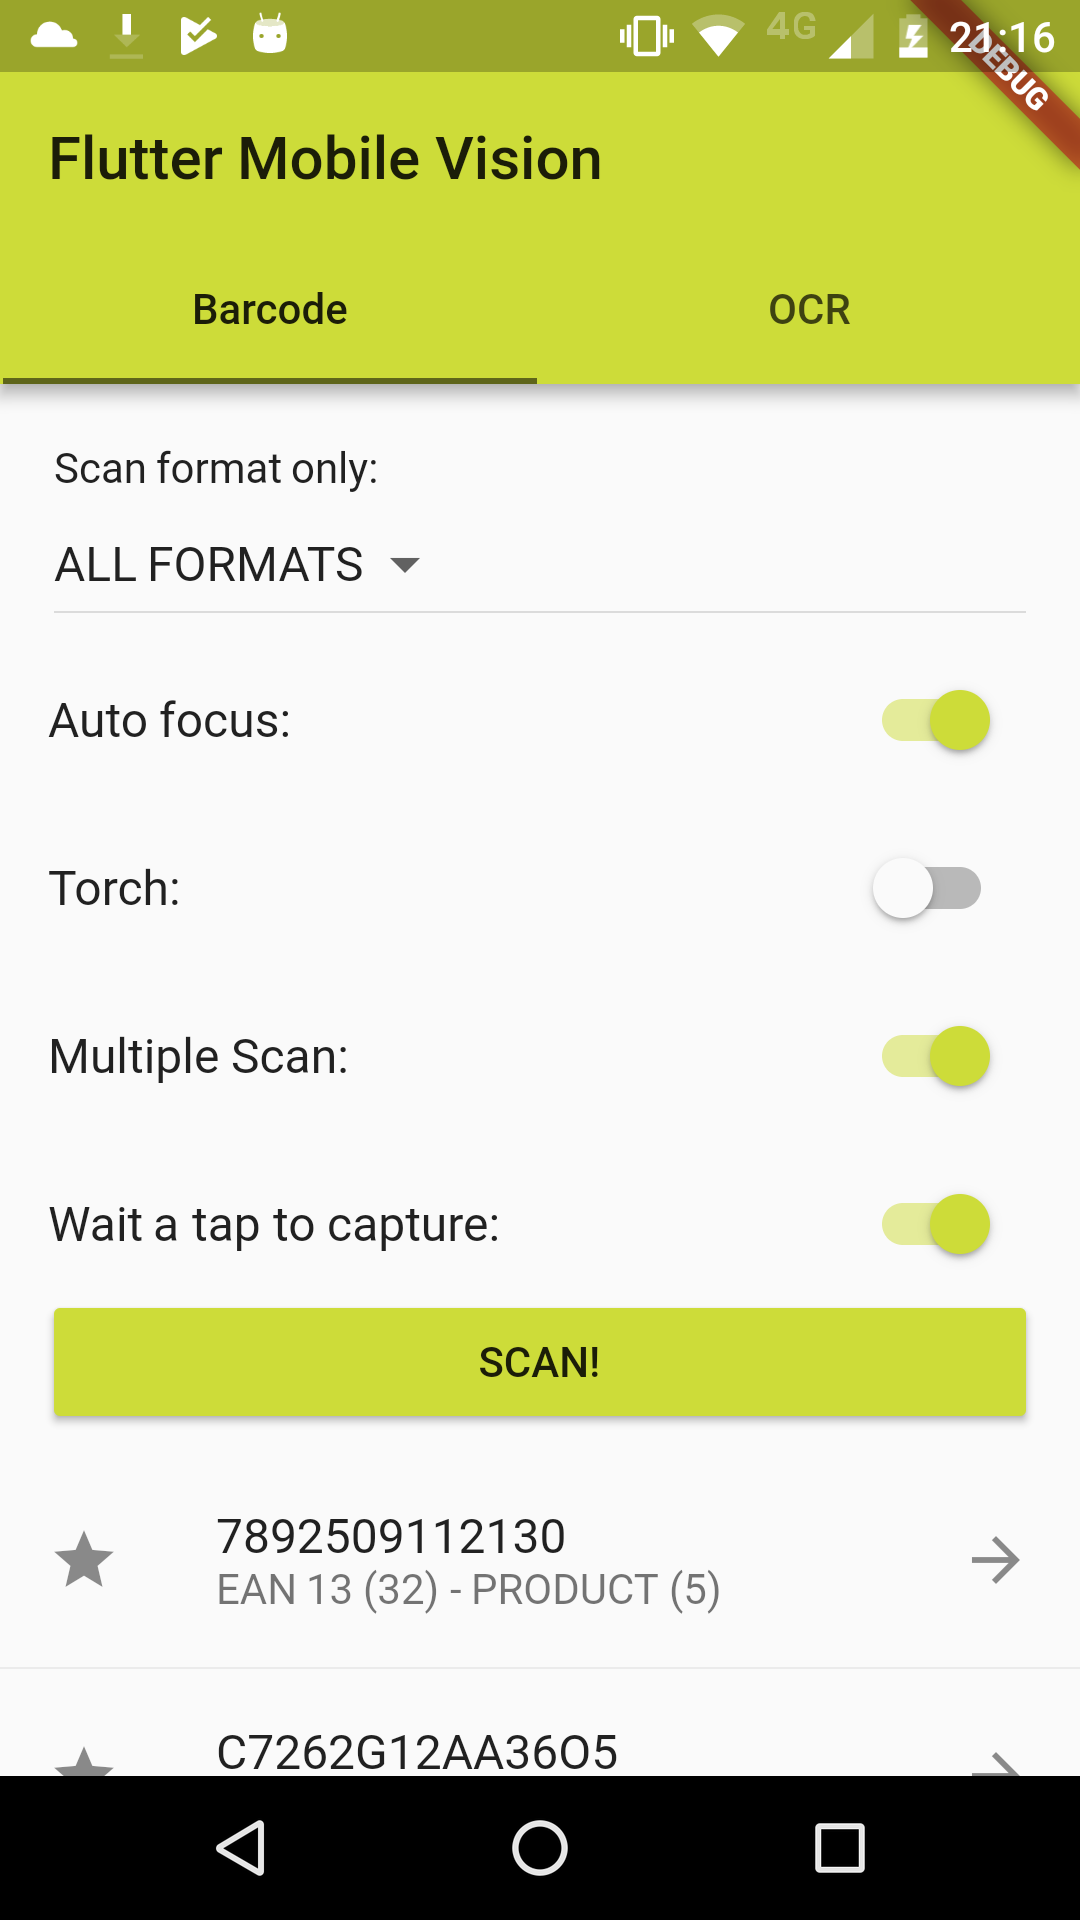 4G 21:16
DEBUG
Flutter Mobile Vision
Barcode OCR
Scan format only:
ALL FORMATS
Auto focus:
Torch:
Multiple Scan:
Wait a tap to capture:
SCAN!
7892509112130
EAN 13 (32) - PRODUCT (5)
C7262G12AA36O5